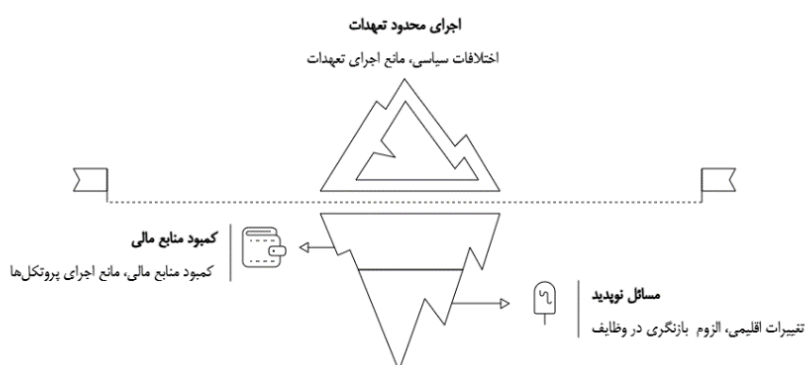 اجرای محدود تعهدات
اختلافات سیاسی، مانع اجرای تعهدات
کمبود منابع مالی
کمبود منابع مالی، مانع اجرای پروتکل‌ها
مسائل نوپدید
تغییرات اقلیمی، الزوم بازنگری در وظایف